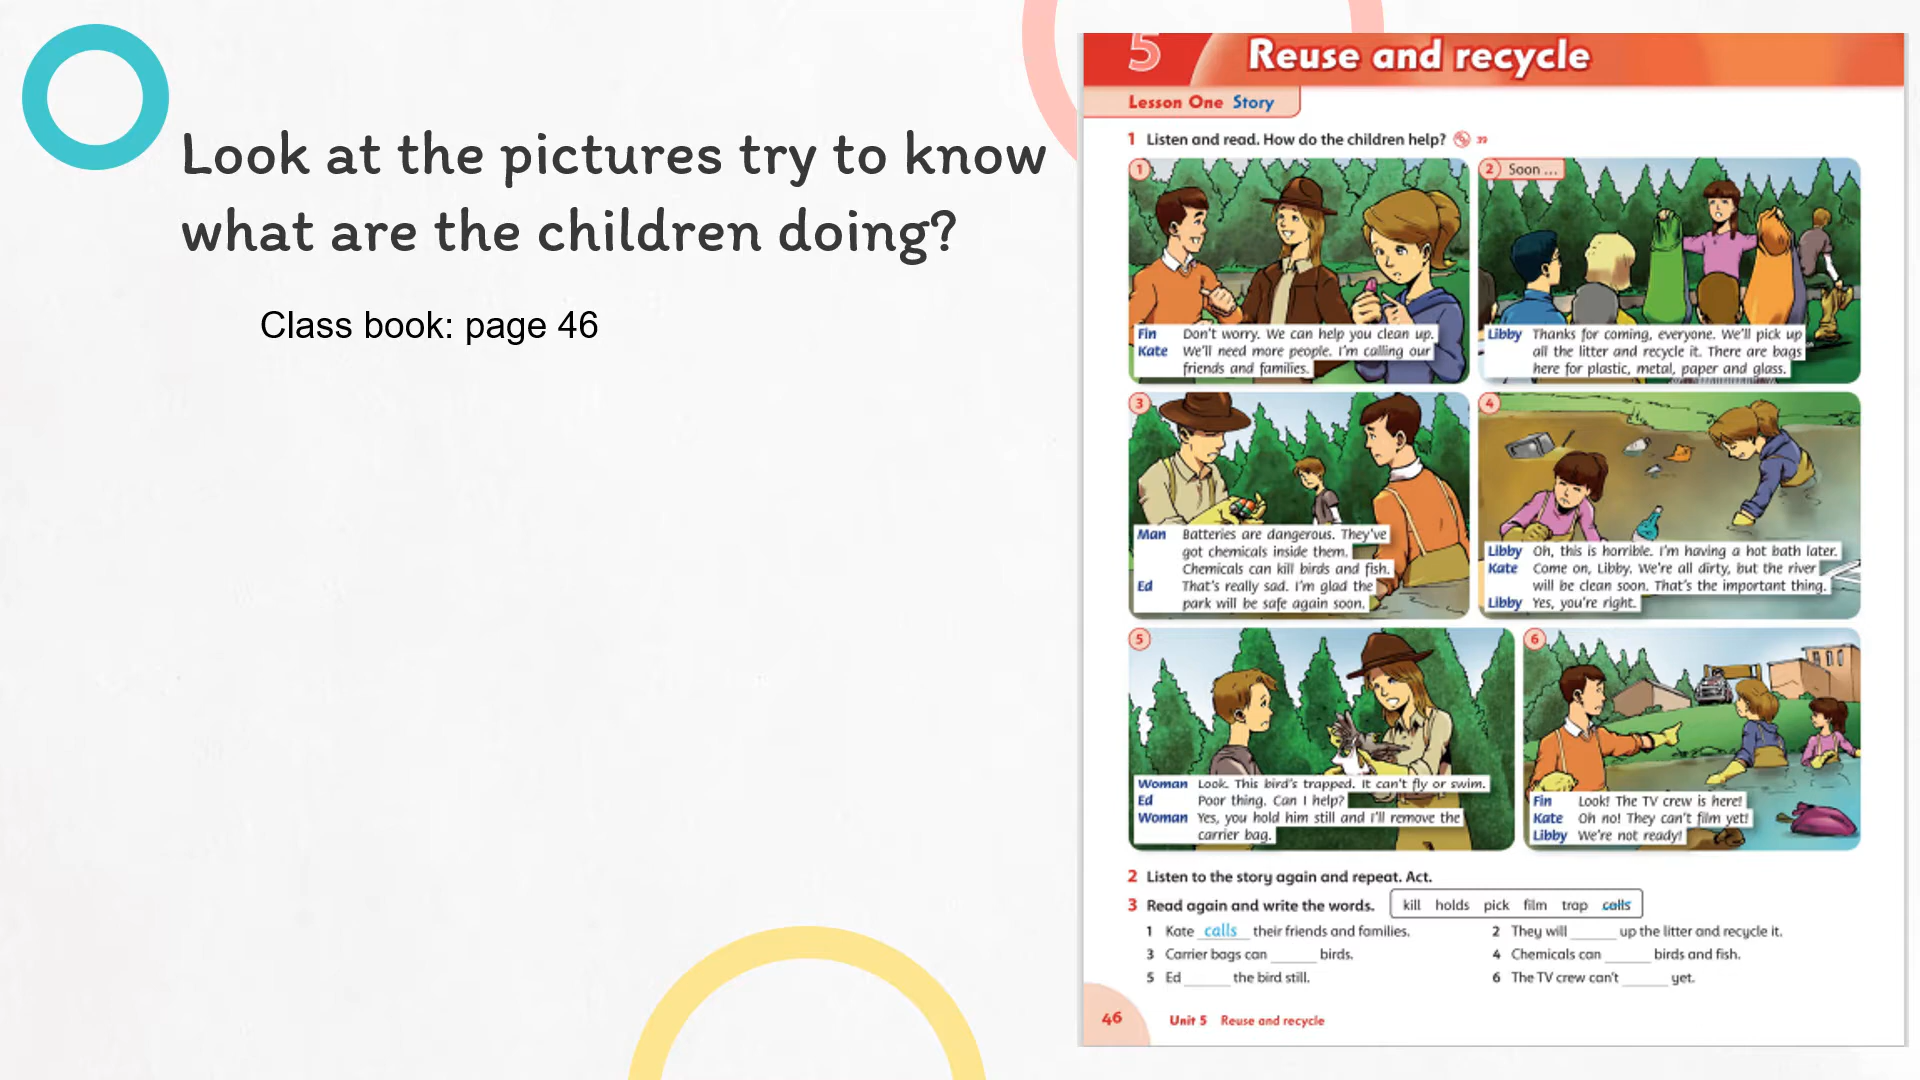 Look at the pictures try to know
what are the children doing?
Class book: page 46
5 Reuse and recycle
Lesson One Story
1 Listen and read. How do the children help? 39
1
Fin Don't worry. We can help you clean up.
Kate We'll need more people. I'm calling our
friends and families.
2 Soon ...
Libby Thanks for coming, everyone. We'll pick up
all the litter and recycle it. There are bags
here for plastic, metal, paper and glass.
3
Man Batteries are dangerous. They've
got chemicals inside them.
Chemicals can kill birds and fish.
Ed That's really sad. I'm glad the
park will be safe again soon.
4
Libby Oh, this is horrible. I'm having a hot bath later.
Kate Come on, Libby. We're all dirty, but the river
will be clean soon. That's the important thing.
Libby Yes, you're right.
5
Woman Look. This bird's trapped. It can't fly or swim.
Ed Poor thing. Can I help?
Woman Yes, you hold him still and I'll remove the
carrier bag.
6
Fin Look! The TV crew is here!
Kate Oh no! They can't film yet!
Libby We're not ready!
2 Listen to the story again and repeat. Act.
3 Read again and write the words. kill holds pick film trap calls
1 Kate calls their friends and families. 2 They will ______ up the litter and recycle it.
3 Carrier bags can ______ birds. 4 Chemicals can ______ birds and fish.
5 Ed ______ the bird still. 6 The TV crew can't ______ yet.
46 Unit 5 Reuse and recycle